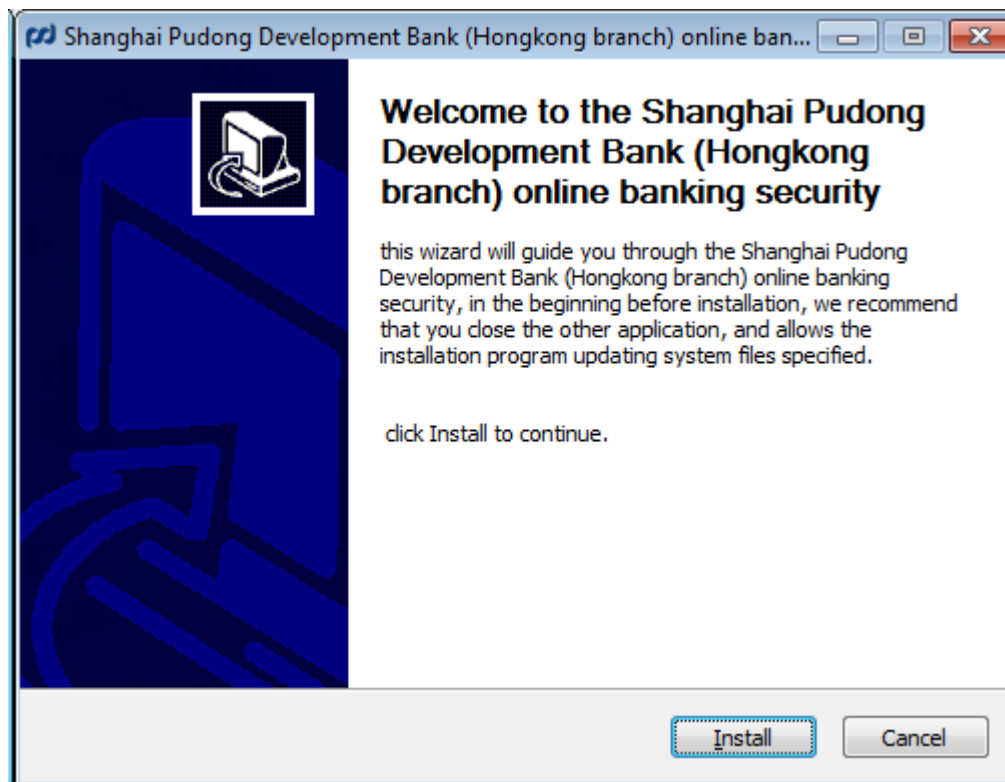 Shanghai Pudong Development Bank (Hongkong branch) online ban...
Welcome to the Shanghai Pudong
Development Bank (Hongkong
branch) online banking security
this wizard will guide you through the Shanghai Pudong
Development Bank (Hongkong branch) online banking
security, in the beginning before installation, we recommend
that you close the other application, and allows the
installation program updating system files specified.
click Install to continue.
Install
Cancel